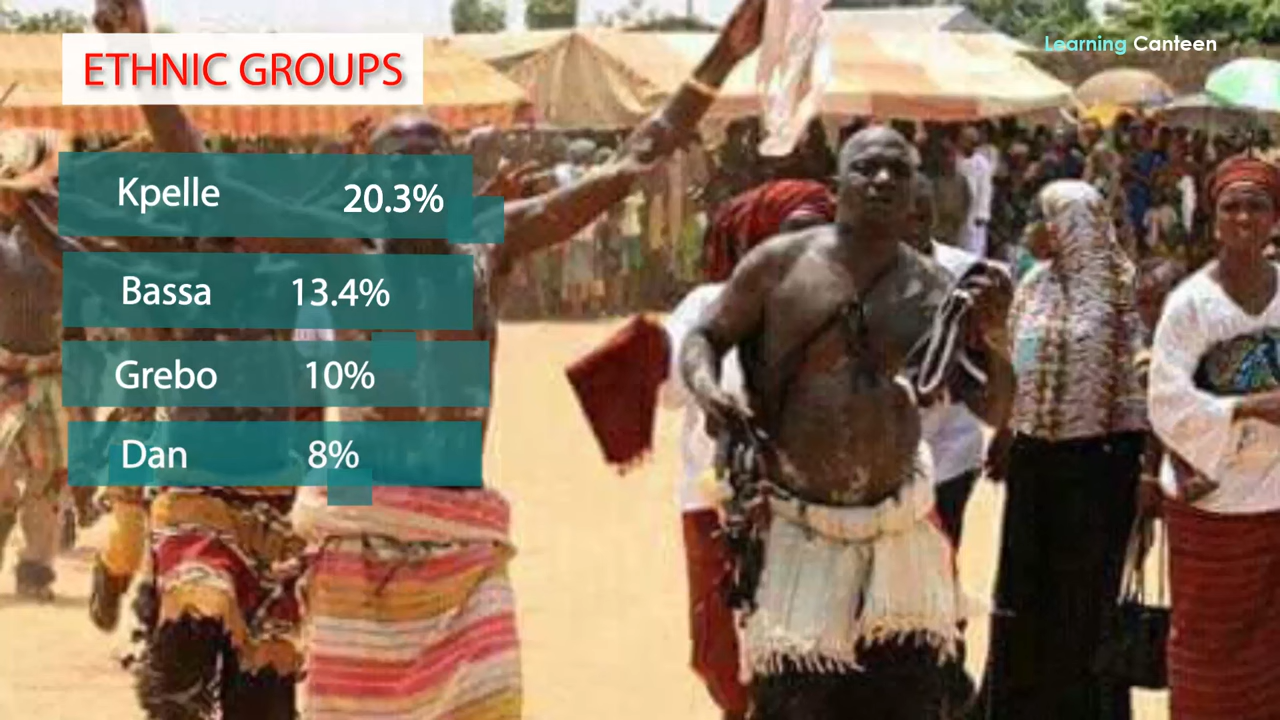 Learning Canteen
ETHNIC GROUPS
Kpelle 20.3%
Bassa 13.4%
Grebo 10%
Dan 8%